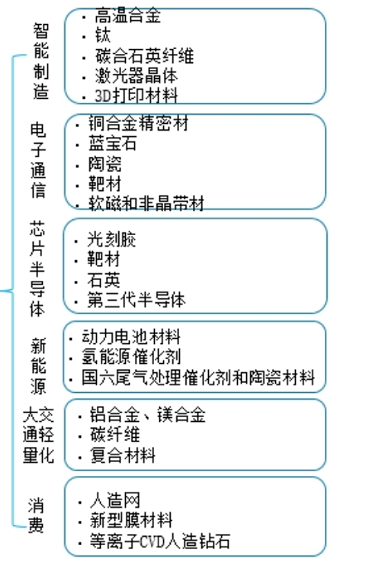 智能制造
· 高温合金
· 钛
· 碳合石英纤维
· 激光器晶体
· 3D打印材料
电子通信
· 铜合金精密材
· 蓝宝石
· 陶瓷
· 靶材
· 软磁和非晶带材
芯片半导体
· 光刻胶
· 靶材
· 石英
· 第三代半导体
新能源
· 动力电池材料
· 氢能源催化剂
· 国六尾气处理催化剂和陶瓷材料
大交通轻量化
· 铝合金、镁合金
· 碳纤维
· 复合材料
消费
· 人造网
· 新型膜材料
· 等离子CVD人造钻石